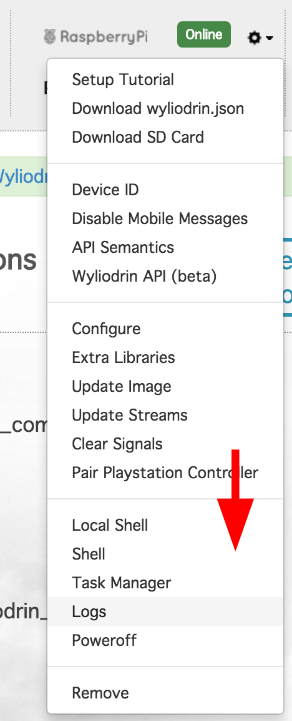 RaspberryPi
Online
Setup Tutorial
Download wyliodrin.json
Download SD Card
Wyliodr
Device ID
Disable Mobile Messages
ons
API Semantics
Wyliodrin API (beta)
Configure
Extra Libraries
Update Image
Update Streams
_com
Clear Signals
Pair Playstation Controller
Local Shell
Shell
Task Manager
odrin_
Logs
Poweroff
Remove